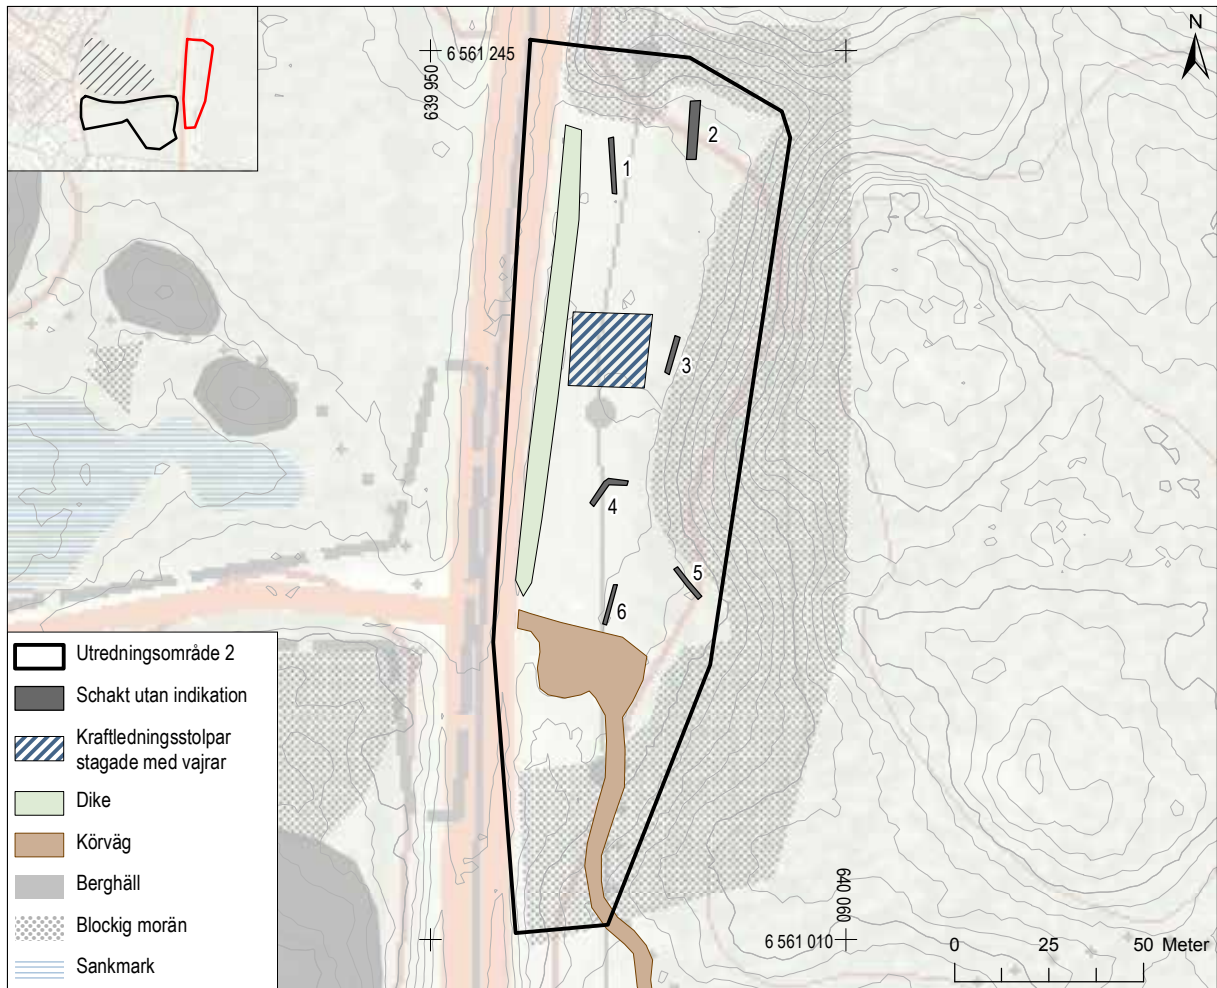 N
6 561 245
639 950
1
2
3
4
5
6
Utredningsområde 2
Schakt utan indikation
Kraftledningsstolpar
stagade med vajrar
Dike
Körväg
Berghäll
Blockig morän
Sankmark
640 060
6 561 010
0 25 50 Meter